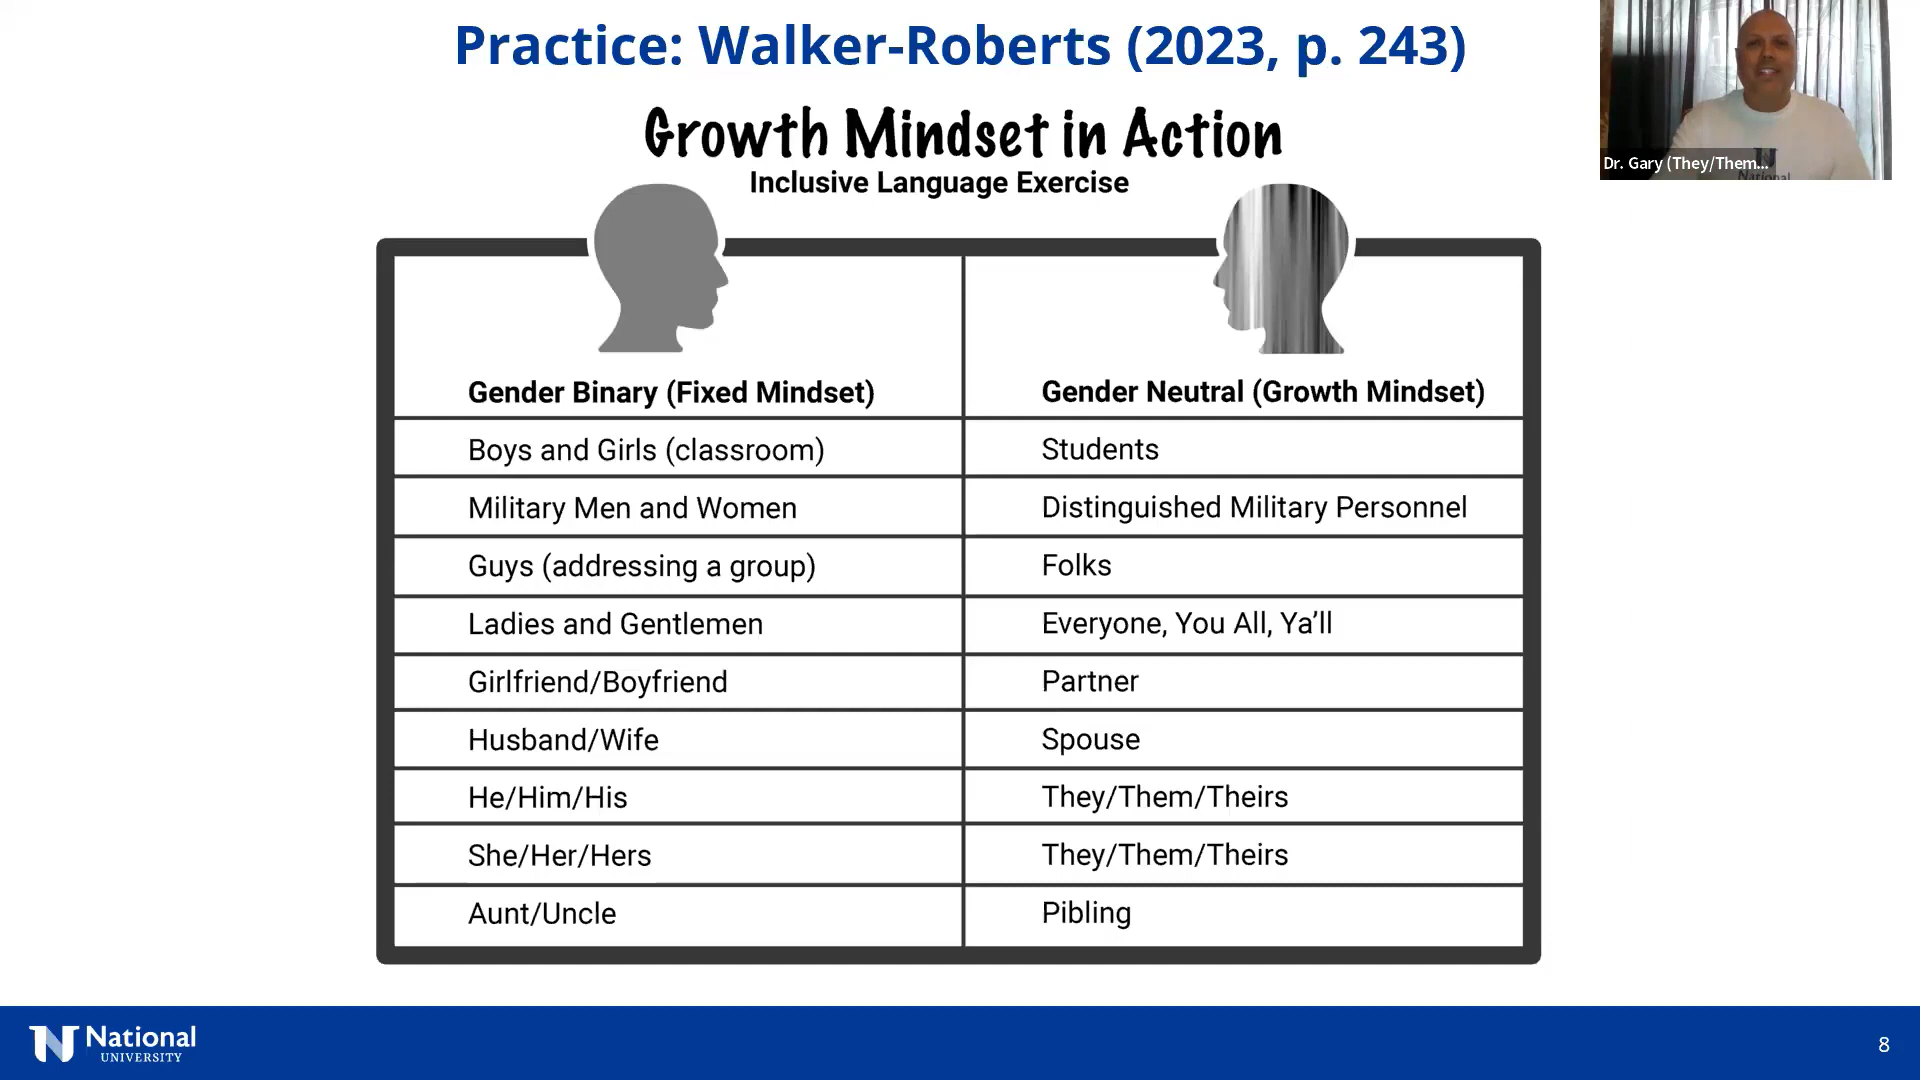 Practice: Walker-Roberts (2023, p. 243)
Growth Mindset in Action
Inclusive Language Exercise
Dr. Gary (They/Them...
National
Gender Binary (Fixed Mindset) Gender Neutral (Growth Mindset)
Boys and Girls (classroom) Students
Military Men and Women Distinguished Military Personnel
Guys (addressing a group) Folks
Ladies and Gentlemen Everyone, You All, Ya’ll
Girlfriend/Boyfriend Partner
Husband/Wife Spouse
He/Him/His They/Them/Theirs
She/Her/Hers They/Them/Theirs
Aunt/Uncle Pibling
National
UNIVERSITY
8